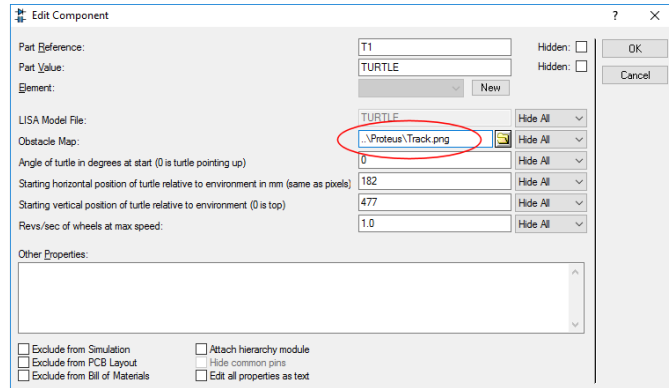 Edit Component ?
Part Reference: T1 Hidden: OK
Part Value: TURTLE Hidden: Cancel
Element: New
LISA Model File: TURTLE Hide All
Obstacle Map: ..\Proteus\Track.png Hide All
Angle of turtle in degrees at start (0 is turtle pointing up) 0 Hide All
Starting horizontal position of turtle relative to environment in mm (same as pixels) 182 Hide All
Starting vertical position of turtle relative to environment (0 is top) 477 Hide All
Revs/sec of wheels at max speed: 1.0 Hide All
Other Properties:
Exclude from Simulation Attach hierarchy module
Exclude from PCB Layout Hide common pins
Exclude from Bill of Materials Edit all properties as text